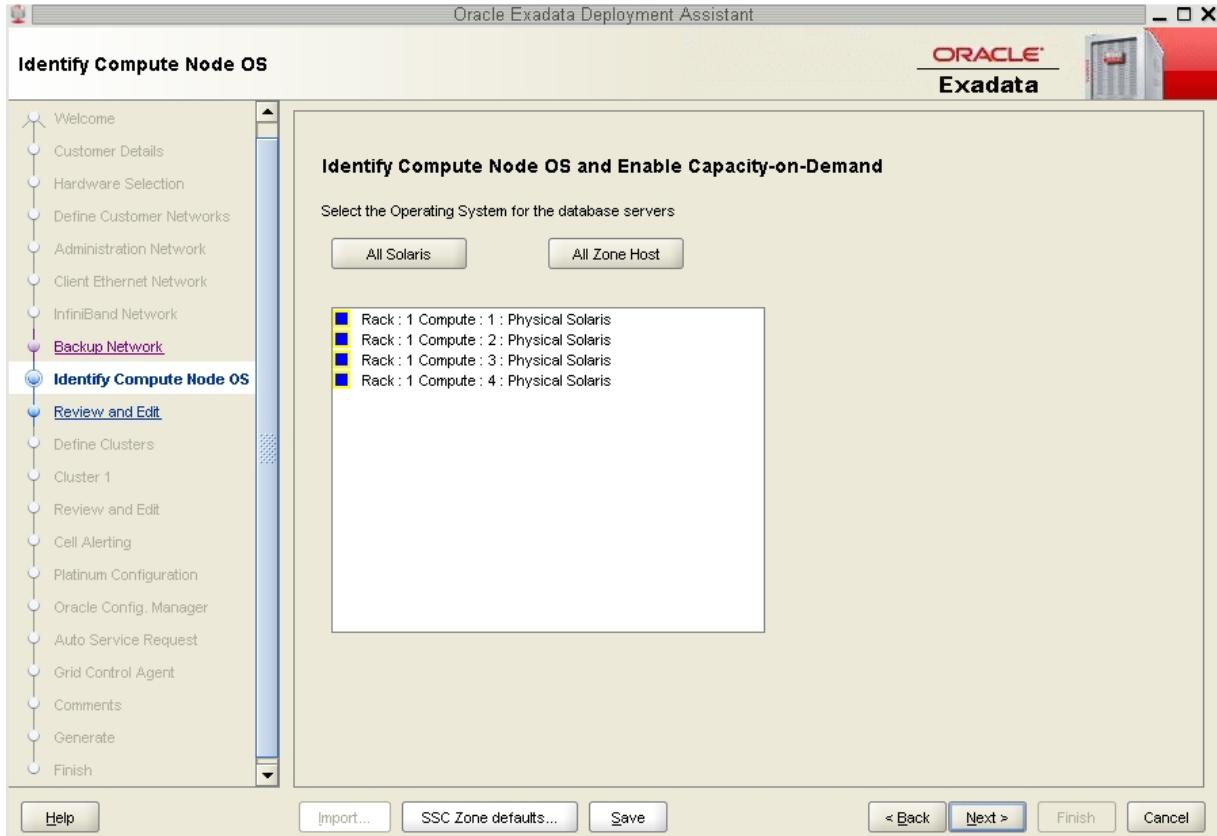 Oracle Exadata Deployment Assistant
Identify Compute Node OS
ORACLE
Exadata
Welcome
Customer Details
Hardware Selection
Define Customer Networks
Administration Network
Client Ethernet Network
InfiniBand Network
Backup Network
Identify Compute Node OS
Review and Edit
Define Clusters
Cluster 1
Review and Edit
Cell Alerting
Platinum Configuration
Oracle Config. Manager
Auto Service Request
Grid Control Agent
Comments
Generate
Finish
Identify Compute Node OS and Enable Capacity-on-Demand
Select the Operating System for the database servers
All Solaris All Zone Host
Rack : 1 Compute : 1 : Physical Solaris
Rack : 1 Compute : 2 : Physical Solaris
Rack : 1 Compute : 3 : Physical Solaris
Rack : 1 Compute : 4 : Physical Solaris
Help Import... SSC Zone defaults... Save < Back Next > Finish Cancel